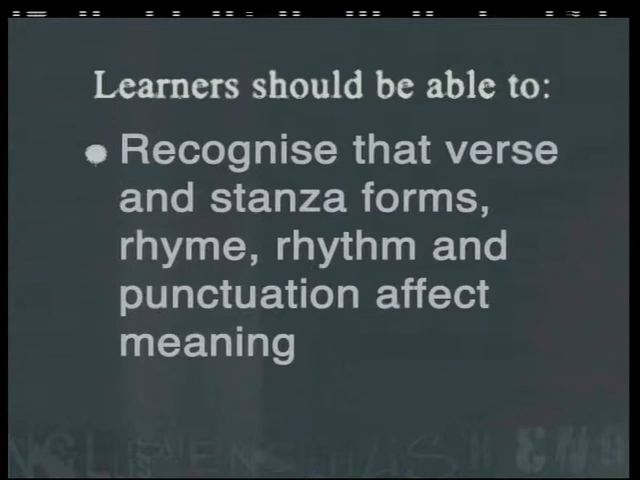 Learners should be able to:
Recognise that verse
and stanza forms,
rhyme, rhythm and
punctuation affect
meaning